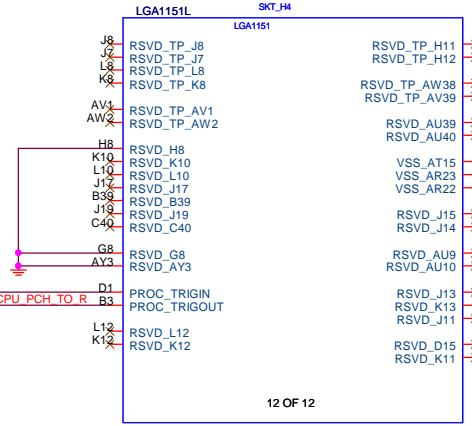 LGA1151L SKT_H4
LGA1151
J8 RSVD_TP_J8 RSVD_TP_H11
J7 RSVD_TP_J7 RSVD_TP_H12
L8 RSVD_TP_L8
K8 RSVD_TP_K8 RSVD_TP_AW38
RSVD_TP_AV39
AV1 RSVD_TP_AV1
AW2 RSVD_TP_AW2 RSVD_AU39
RSVD_AU40
H8 RSVD_H8
K10 RSVD_K10 VSS_AT15
L10 RSVD_L10 VSS_AR23
J17 RSVD_J17 VSS_AR22
B39 RSVD_B39
J19 RSVD_J19 RSVD_J15
C40 RSVD_C40 RSVD_J14
G8 RSVD_G8 RSVD_AU9
AY3 RSVD_AY3 RSVD_AU10
D1 PROC_TRIGIN RSVD_J13
CPU_PCH_TO_R B3 PROC_TRIGOUT RSVD_K13
RSVD_J11
L12 RSVD_L12
K12 RSVD_K12 RSVD_D15
RSVD_K11
12 OF 12